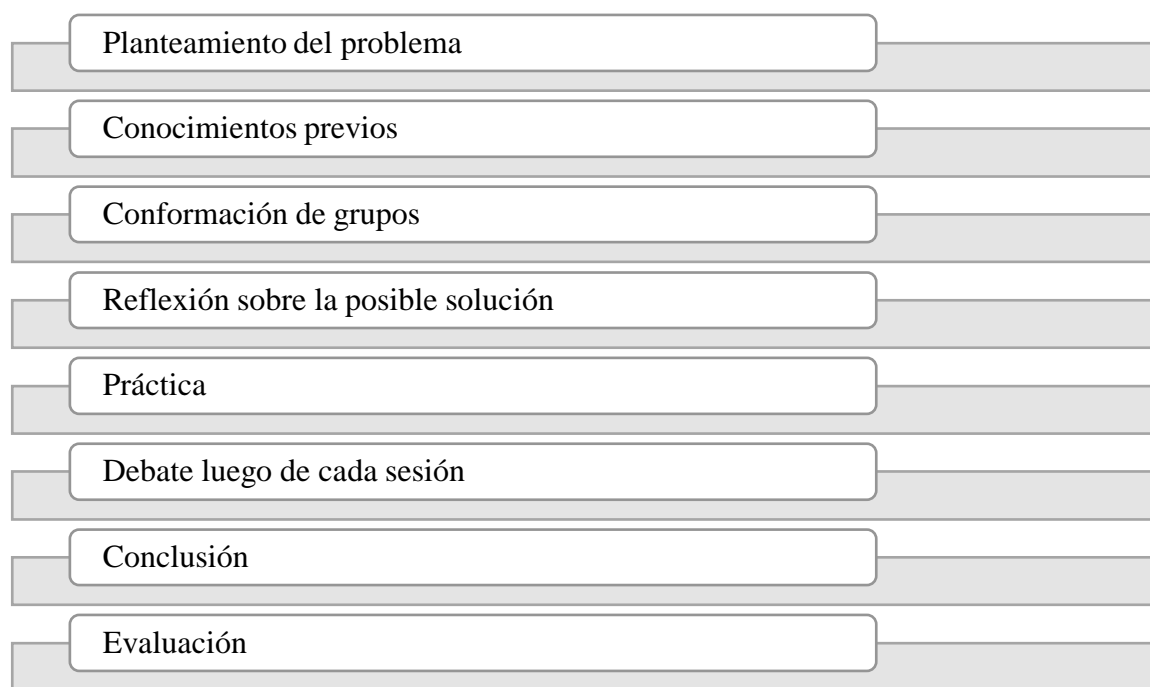 Planteamiento del problema
Conocimientos previos
Conformación de grupos
Reflexión sobre la posible solución
Práctica
Debate luego de cada sesión
Conclusión
Evaluación